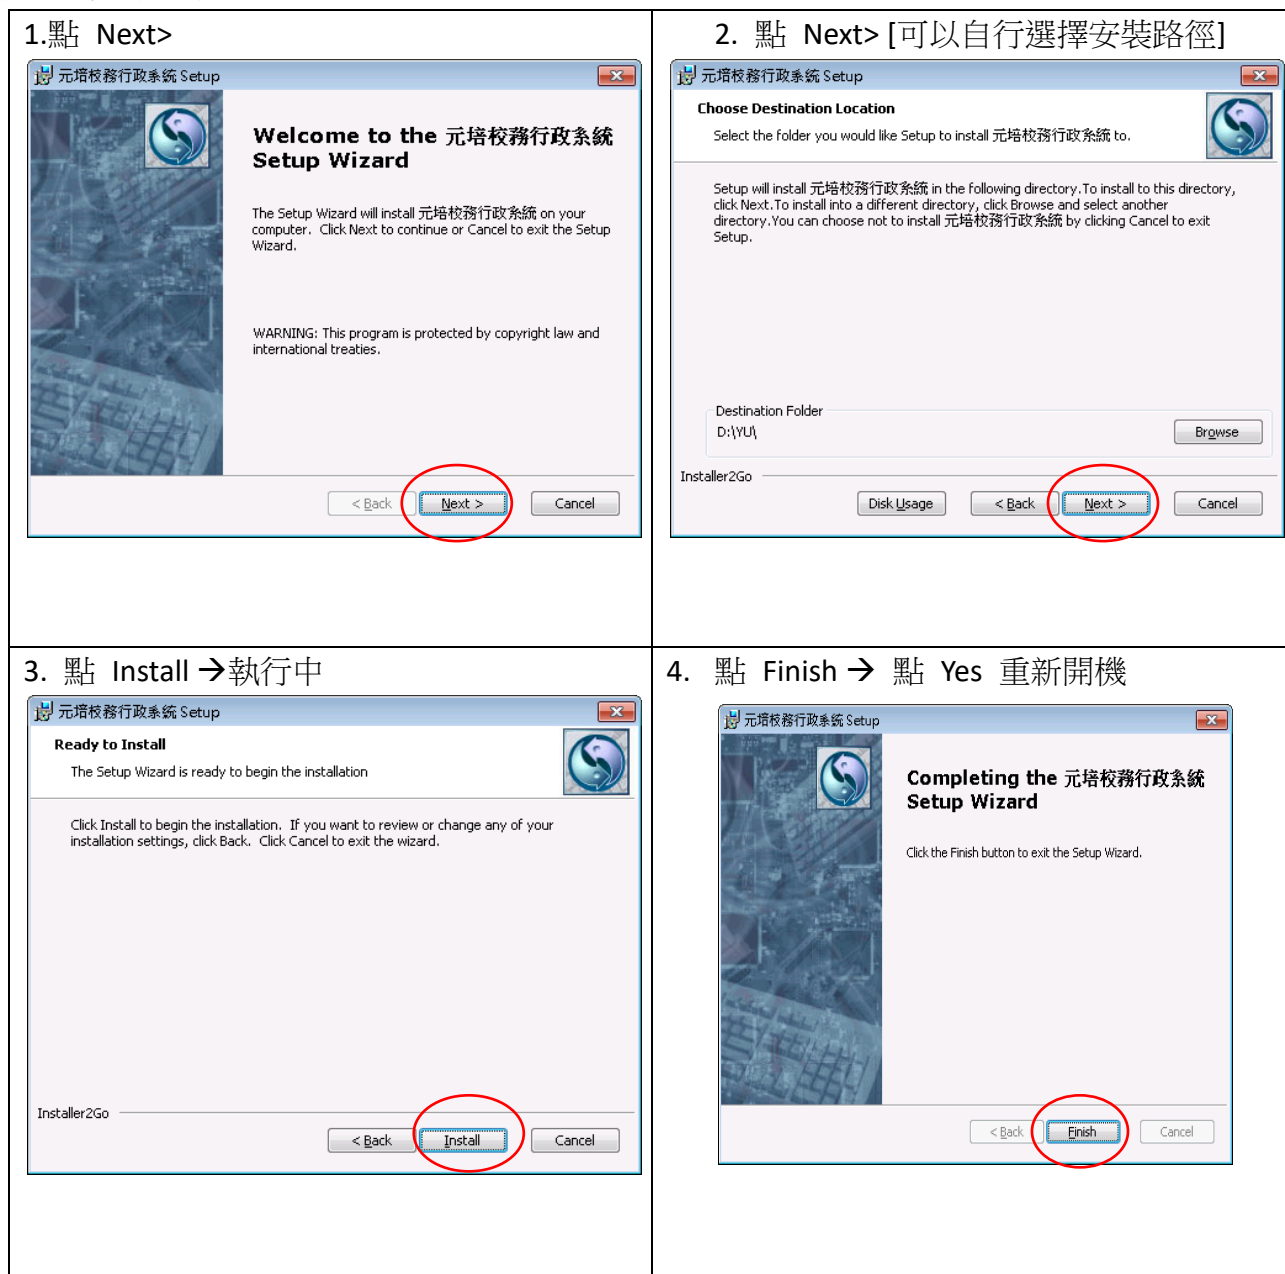 1.點 Next>
元培校務行政系統 Setup
Welcome to the 元培校務行政系統
Setup Wizard
The Setup Wizard will install 元培校務行政系統 on your
computer. Click Next to continue or Cancel to exit the Setup
Wizard.
WARNING: This program is protected by copyright law and
international treaties.
< Back
Next >
Cancel
2. 點 Next> [可以自行選擇安裝路徑]
元培校務行政系統 Setup
Choose Destination Location
Select the folder you would like Setup to install 元培校務行政系統 to.
Setup will install 元培校務行政系統 in the following directory.To install to this directory,
click Next.To install into a different directory, click Browse and select another
directory.You can choose not to install 元培校務行政系統 by clicking Cancel to exit
Setup.
Destination Folder
D:\YU\
Browse
Installer2Go
Disk Usage
< Back
Next >
Cancel
3. 點 Install →執行中
元培校務行政系統 Setup
Ready to Install
The Setup Wizard is ready to begin the installation
Click Install to begin the installation. If you want to review or change any of your
installation settings, click Back. Click Cancel to exit the wizard.
Installer2Go
< Back
Install
Cancel
4. 點 Finish → 點 Yes 重新開機
元培校務行政系統 Setup
Completing the 元培校務行政系統
Setup Wizard
Click the Finish button to exit the Setup Wizard.
< Back
Finish
Cancel